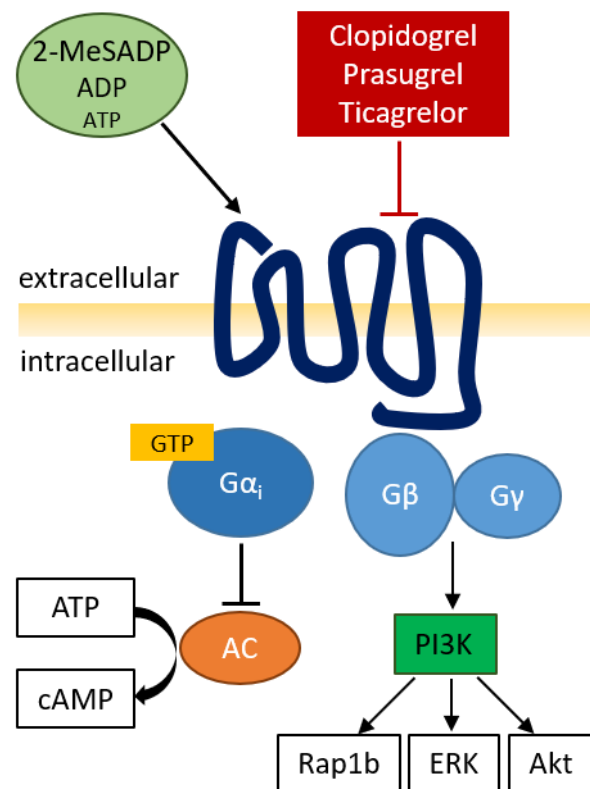 2-MeSADP
ADP
ATP
Clopidogrel
Prasugrel
Ticagrelor
extracellular
intracellular
GTP
Gαi
Gβ
Gγ
ATP
AC
PI3K
cAMP
Rap1b
ERK
Akt